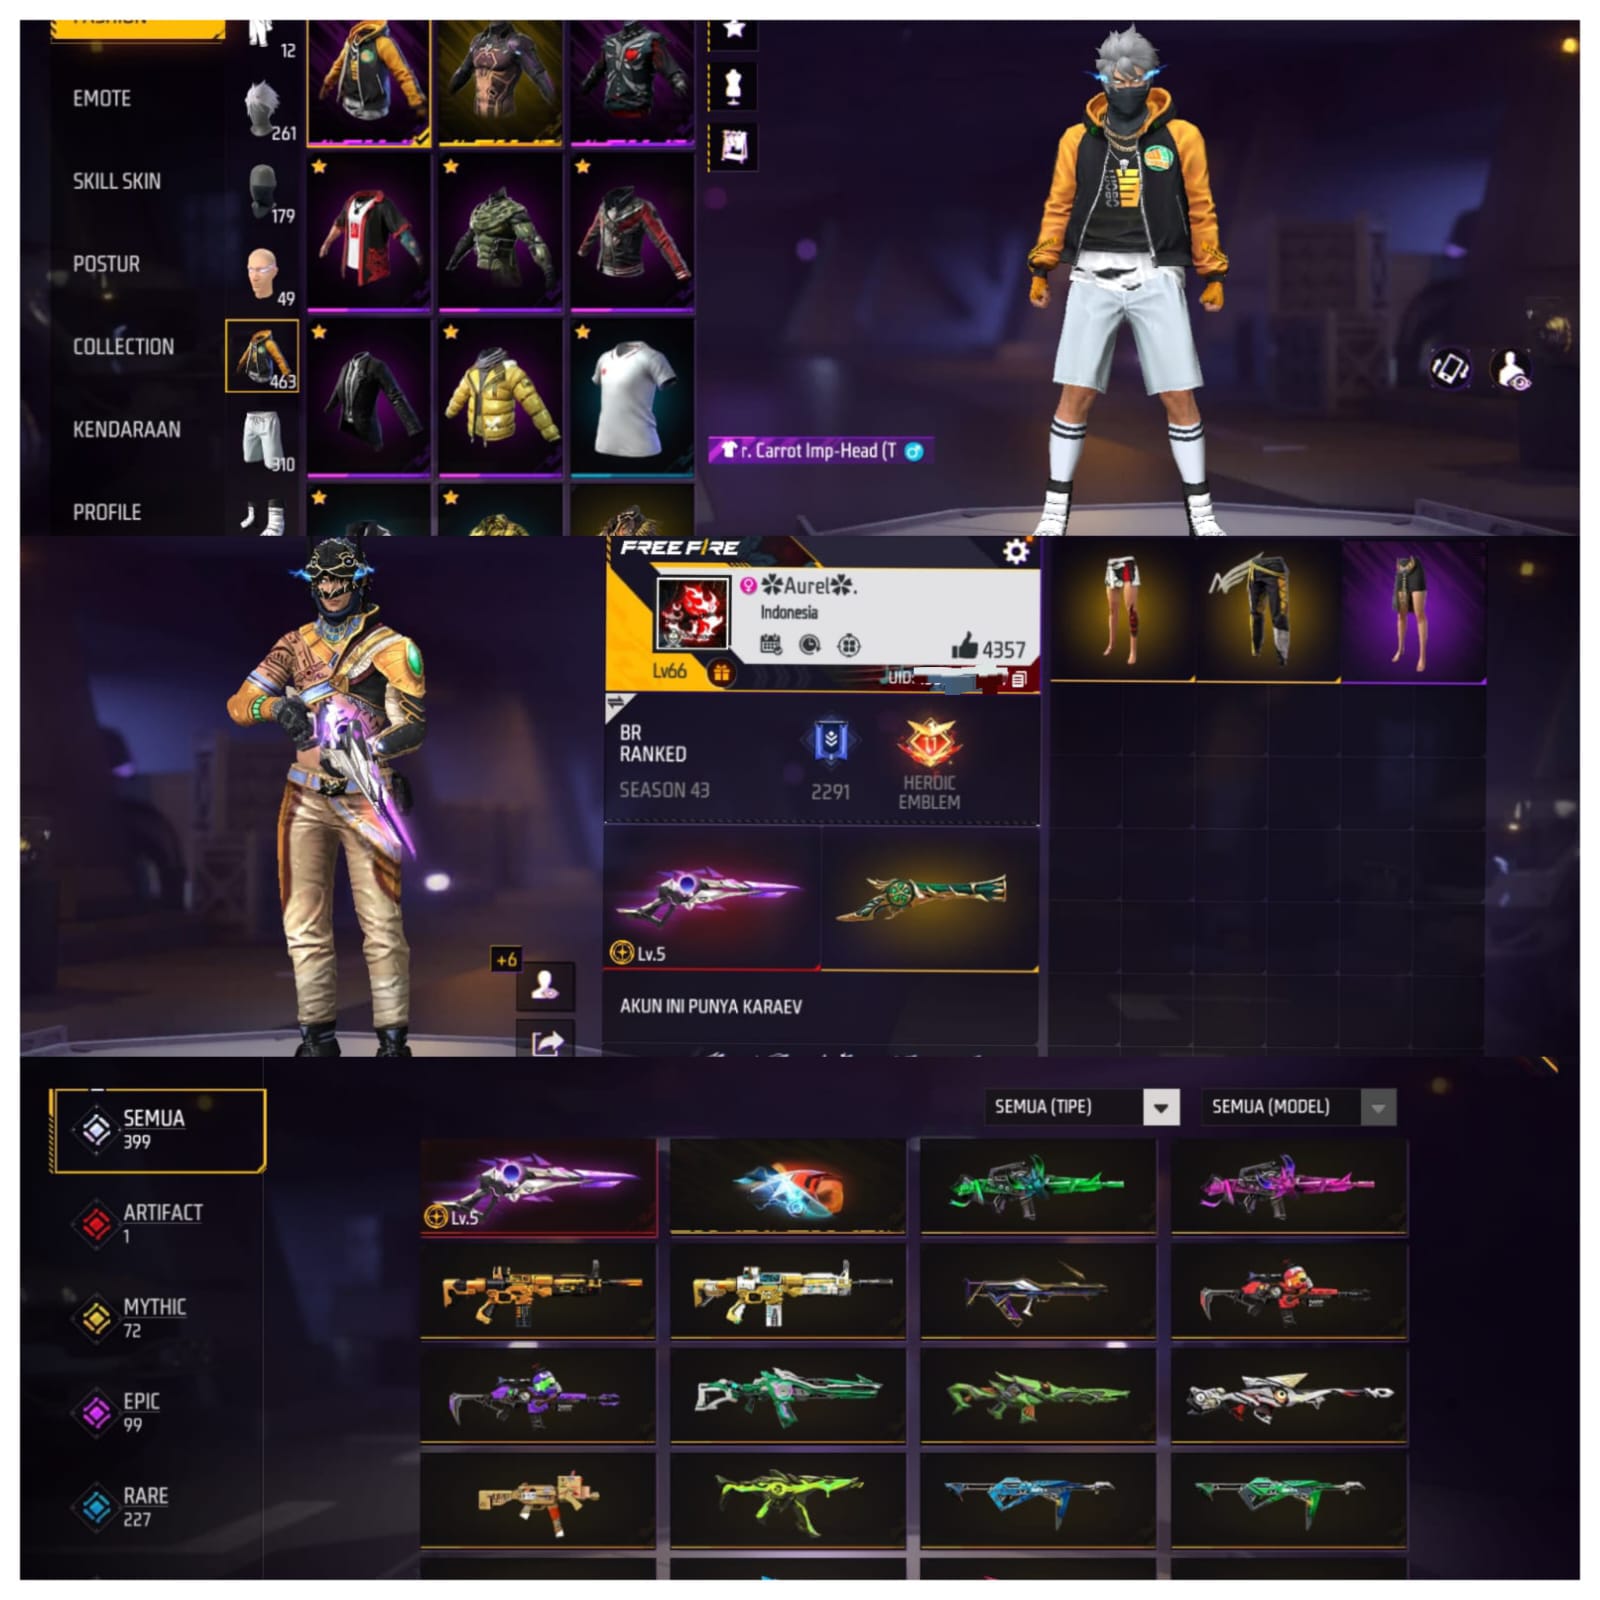 FASHION
12
EMOTE
261
SKILL SKIN
179
POSTUR
49
COLLECTION
463
KENDARAAN
310
PROFILE
r. Carrot Imp-Head (T
FREE FIRE
✽Aurel✽.
Indonesia
4357
Lv66
UID:
BR
RANKED
SEASON 43
2291
HEROIC
EMBLEM
Lv.5
+6
AKUN INI PUNYA KARAEV
SEMUA
399
SEMUA (TIPE)
SEMUA (MODEL)
ARTIFACT
1
Lv.5
MYTHIC
72
EPIC
99
RARE
227